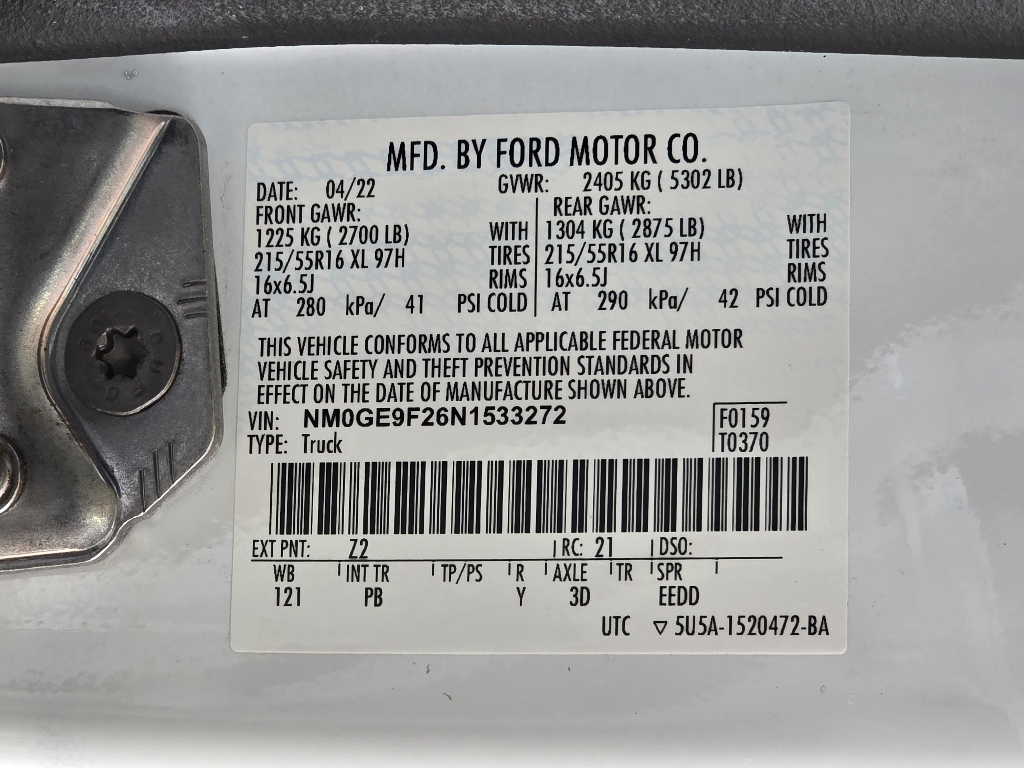 MFD. BY FORD MOTOR CO.
DATE: 04/22 GVWR: 2405 KG ( 5302 LB)
FRONT GAWR: REAR GAWR:
1225 KG ( 2700 LB) WITH 1304 KG ( 2875 LB) WITH
215/55R16 XL 97H TIRES 215/55R16 XL 97H TIRES
16x6.5J RIMS 16x6.5J RIMS
AT 280 kPa/ 41 PSI COLD AT 290 kPa/ 42 PSI COLD
THIS VEHICLE CONFORMS TO ALL APPLICABLE FEDERAL MOTOR
VEHICLE SAFETY AND THEFT PREVENTION STANDARDS IN
EFFECT ON THE DATE OF MANUFACTURE SHOWN ABOVE.
VIN: NM0GE9F26N1533272 F0159
TYPE: Truck T0370
EXT PNT: Z2 RC: 21 DSO:
WB INT TR TP/PS R AXLE TR SPR
121 PB Y 3D EEDD
UTC ▽ 5U5A-1520472-BA